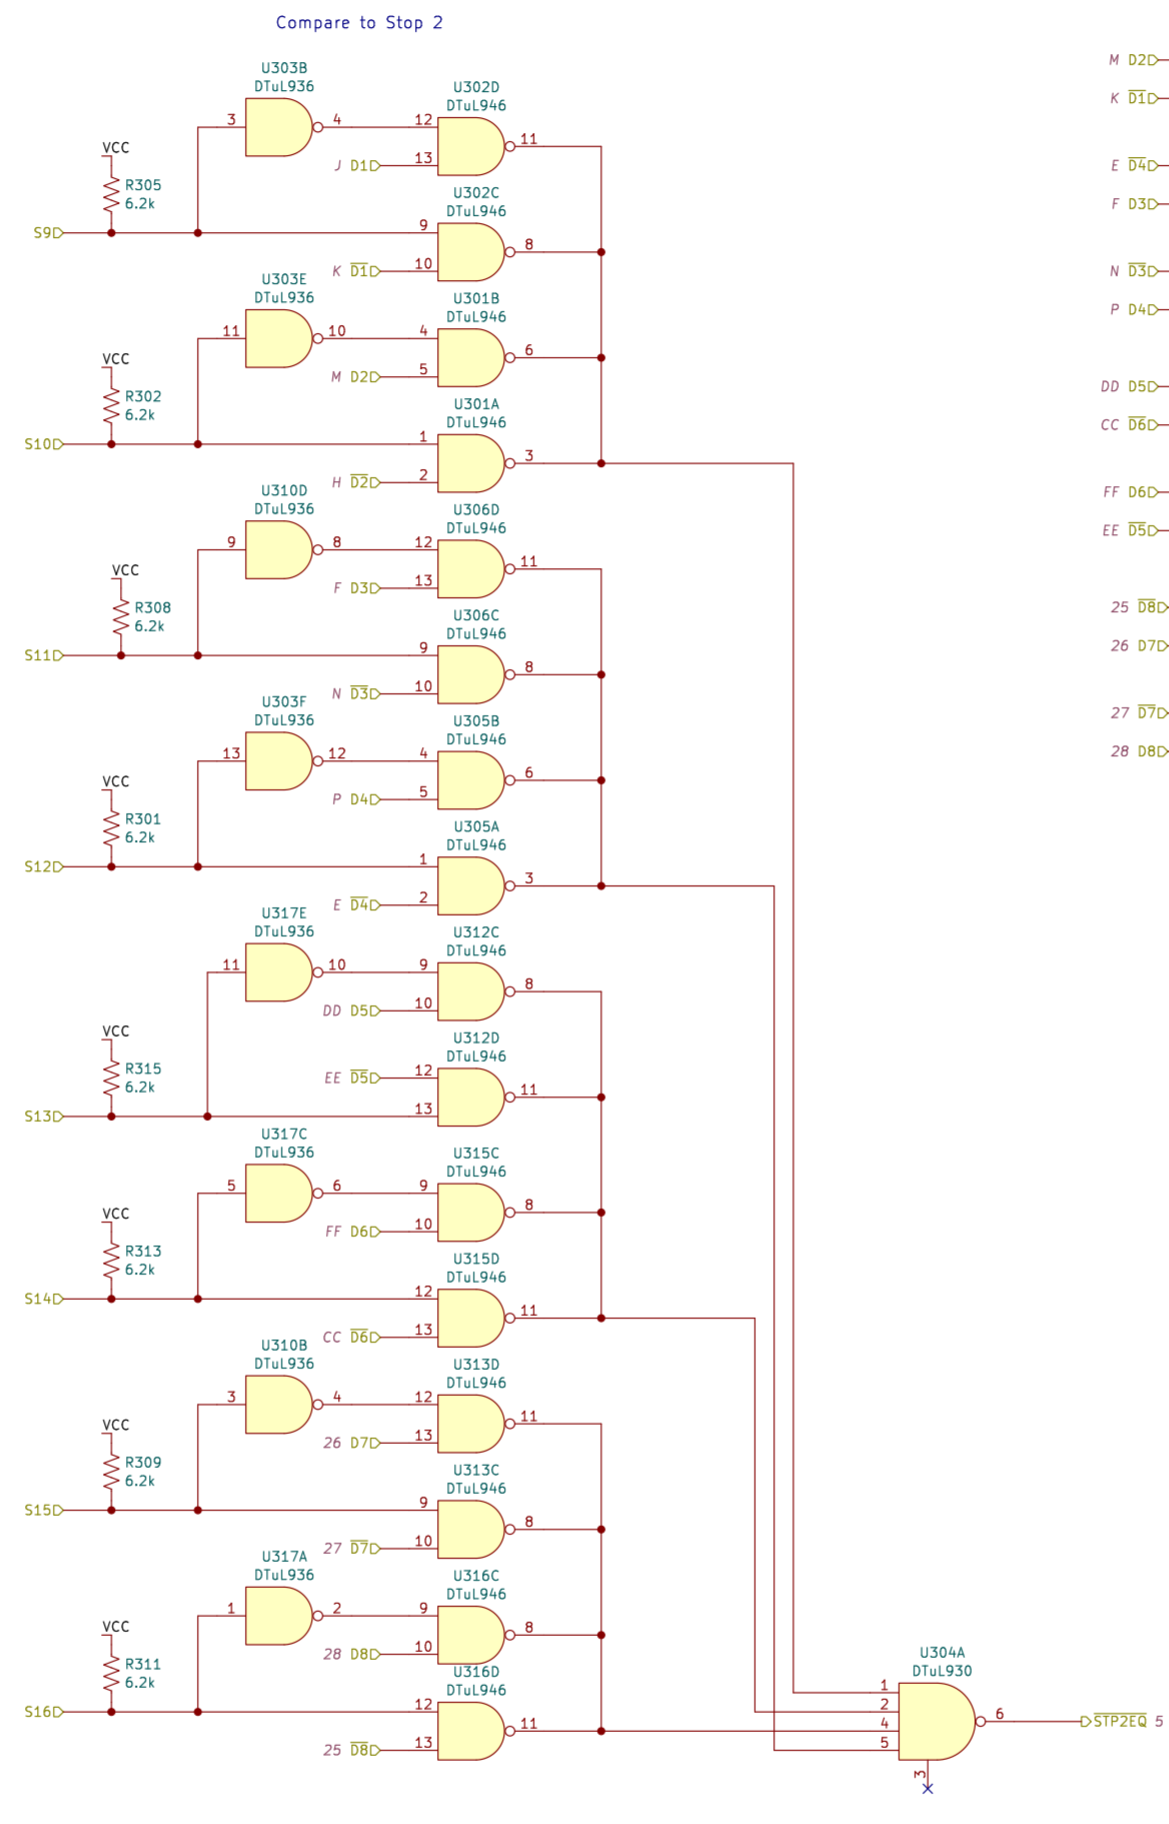 Compare to Stop 2
U303B
DTuL936
3
4
U302D
DTuL946
12
13
11
J D1
VCC
R305
6.2k
S9
U302C
DTuL946
9
10
8
K D̅1̅
U303E
DTuL936
11
10
U301B
DTuL946
4
5
6
M D2
VCC
R302
6.2k
S10
U301A
DTuL946
1
2
3
H D̅2̅
U310D
DTuL936
9
8
U306D
DTuL946
12
13
11
F D3
VCC
R308
6.2k
S11
U306C
DTuL946
9
10
8
N D̅3̅
U303F
DTuL936
13
12
U305B
DTuL946
4
5
6
P D4
VCC
R301
6.2k
S12
U305A
DTuL946
1
2
3
E D̅4̅
U317E
DTuL936
11
10
U312C
DTuL946
9
10
8
DD D5
VCC
R315
6.2k
S13
U312D
DTuL946
12
13
11
EE D̅5̅
U317C
DTuL936
5
6
U315C
DTuL946
9
10
8
FF D6
VCC
R313
6.2k
S14
U315D
DTuL946
12
13
11
CC D̅6̅
U310B
DTuL936
3
4
U313D
DTuL946
12
13
11
26 D7
VCC
R309
6.2k
S15
U313C
DTuL946
9
10
8
27 D̅7̅
U317A
DTuL936
1
2
U316C
DTuL946
9
10
8
28 D8
VCC
R311
6.2k
S16
U316D
DTuL946
12
13
11
25 D̅8̅
U304A
DTuL930
1
2
4
5
6
3
S̅T̅P̅2̅E̅Q̅ 5
M D2
K D̅1̅
E D̅4̅
F D3
N D̅3̅
P D4
DD D5
CC D̅6̅
FF D6
EE D̅5̅
25 D̅8̅
26 D7
27 D̅7̅
28 D8